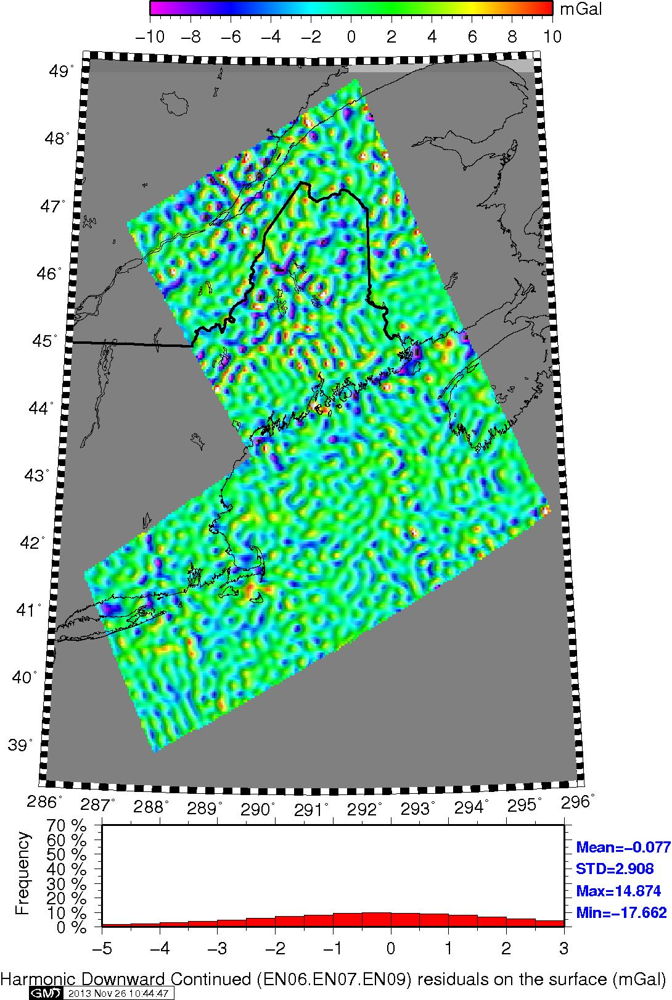 mGal
−10 −8 −6 −4 −2 0 2 4 6 8 10
49°
48°
47°
46°
45°
44°
43°
42°
41°
40°
39°
286° 287° 288° 289° 290° 291° 292° 293° 294° 295° 296°
70 %
60 %
50 %
40 %
30 %
20 %
10 %
0 %
Frequency
Mean=−0.077
STD=2.908
Max=14.874
Min=−17.662
−5 −4 −3 −2 −1 0 1 2 3
Harmonic Downward Continued (EN06.EN07.EN09) residuals on the surface (mGal)
GMT 2013 Nov 26 10:44:47